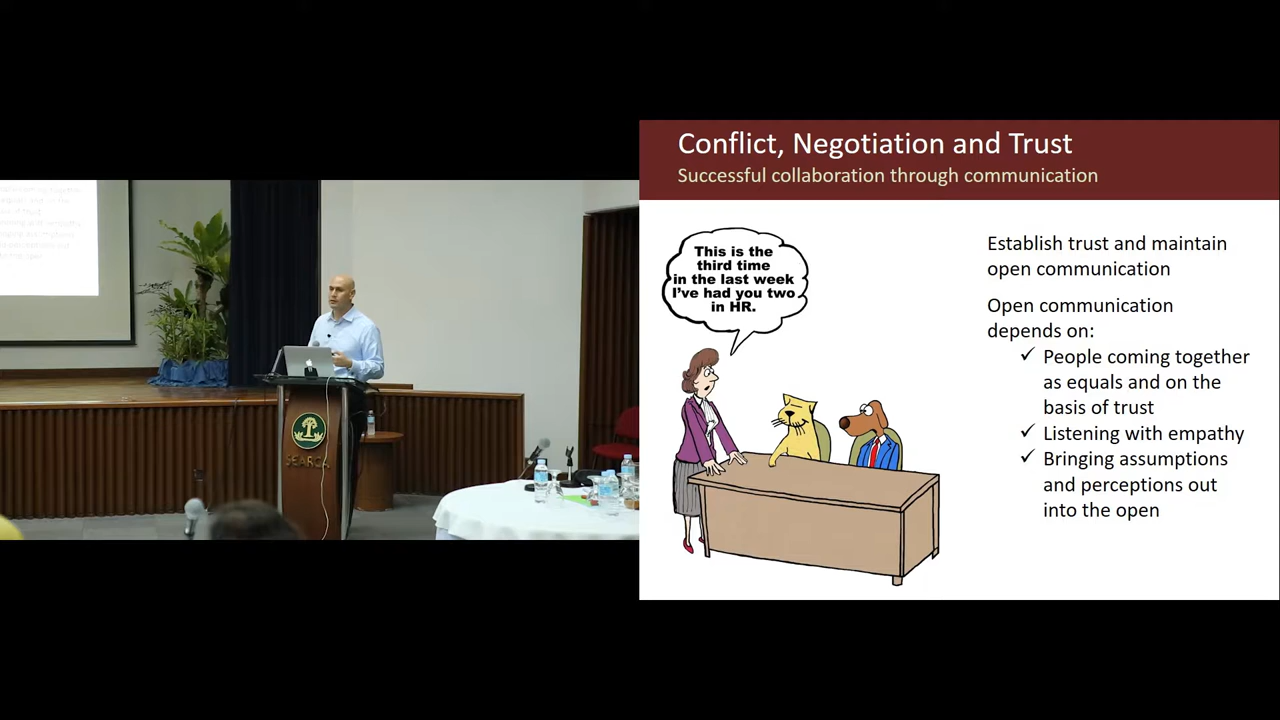 Conflict, Negotiation and Trust
Successful collaboration through communication
This is the
third time
in the last week
I've had you two
in HR.
Establish trust and maintain
open communication
Open communication
depends on:
✓ People coming together
as equals and on the
basis of trust
✓ Listening with empathy
✓ Bringing assumptions
and perceptions out
into the open
SEARCA